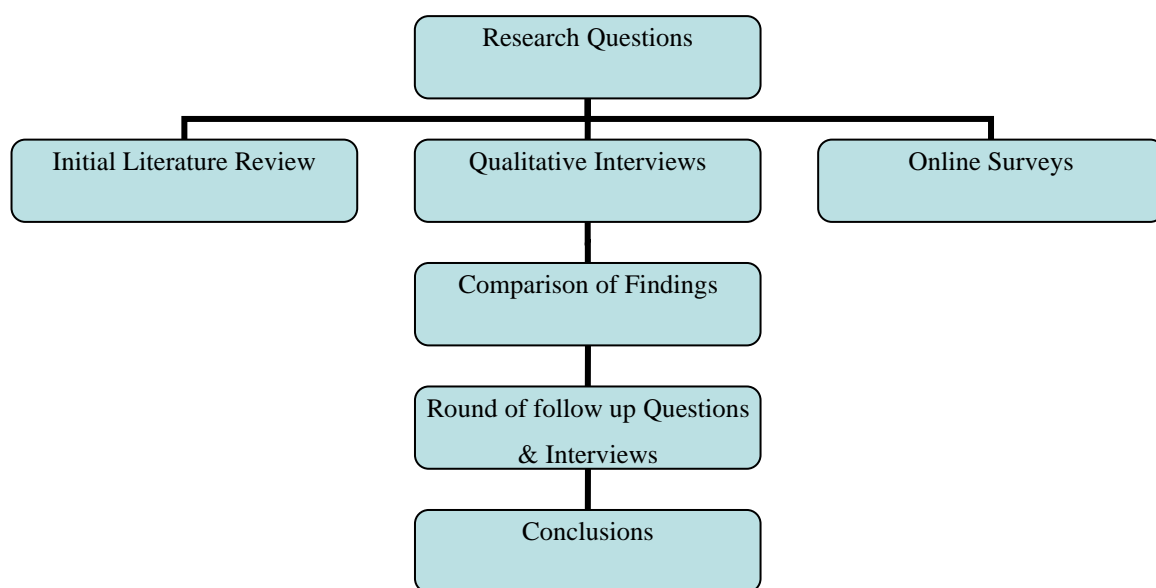 Research Questions
Initial Literature Review
Qualitative Interviews
Online Surveys
Comparison of Findings
Round of follow up Questions
& Interviews
Conclusions